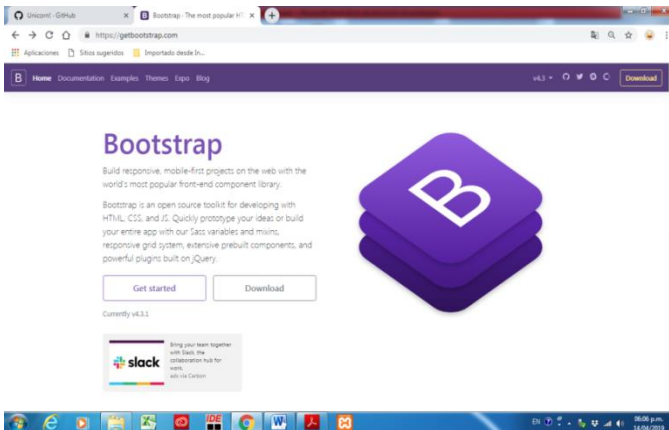 Unicorn! · GitHub
Bootstrap · The most popular HT
https://getbootstrap.com
Aplicaciones
Sitios sugeridos
Importado desde In...
B Home Documentation Examples Themes Expo Blog
v4.3
Download
Bootstrap
Build responsive, mobile-first projects on the web with the
world's most popular front-end component library.
Bootstrap is an open source toolkit for developing with
HTML, CSS, and JS. Quickly prototype your ideas or build
your entire app with our Sass variables and mixins,
responsive grid system, extensive prebuilt components, and
powerful plugins built on jQuery.
Get started
Download
Currently v4.3.1
B
slack
Bring your team together
with Slack, the
collaboration hub for
work.
ads via Carbon
IDE
EN
06:06 p.m.
14/04/2019